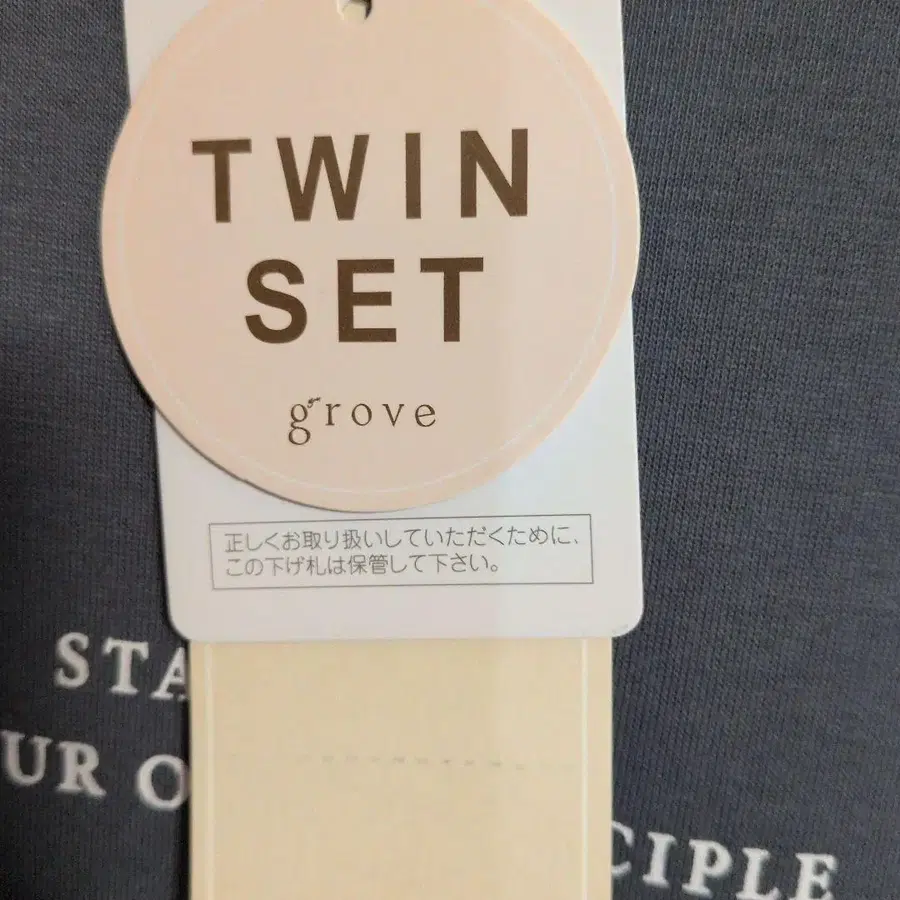 TWIN
SET
grove
正しくお取り扱いしていただくために、
この下げ札は保管して下さい。
STA
UR O
CIPLE